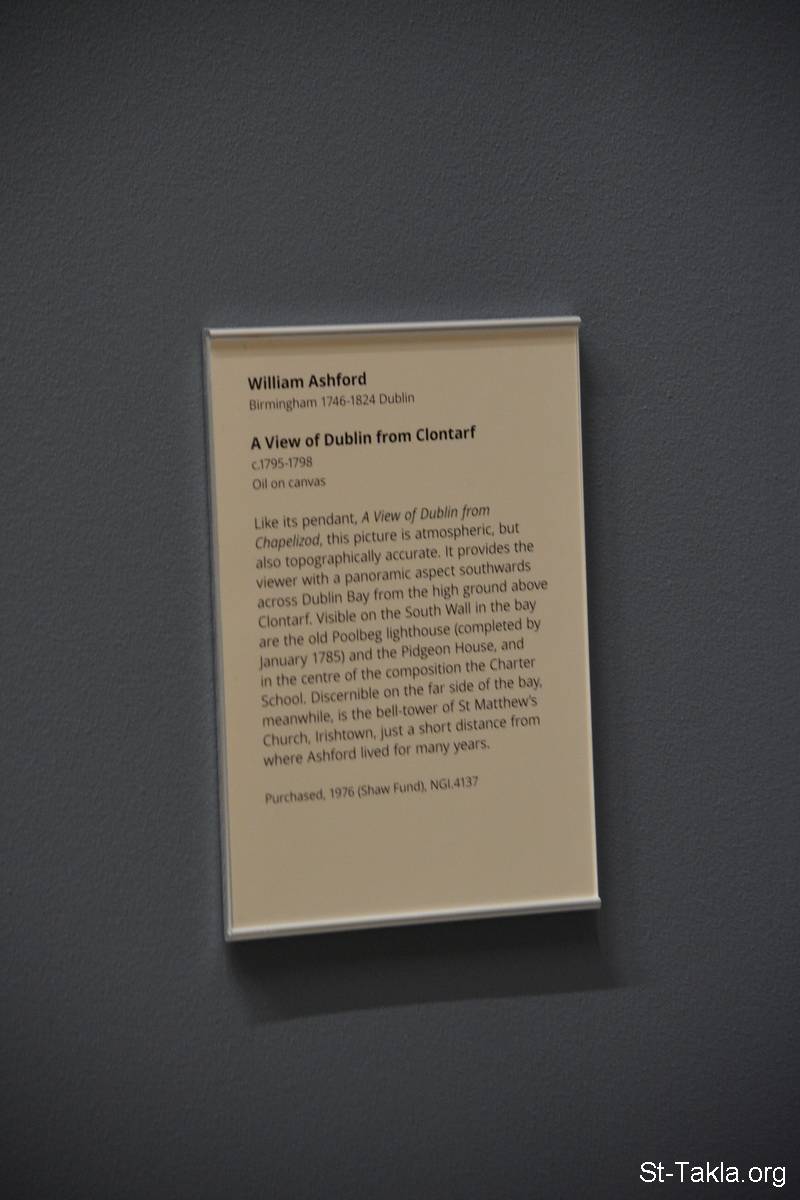 William Ashford
Birmingham 1746-1824 Dublin
A View of Dublin from Clontarf
c.1795-1798
Oil on canvas
Like its pendant, A View of Dublin from
Chapelizod, this picture is atmospheric, but
also topographically accurate. It provides the
viewer with a panoramic aspect southwards
across Dublin Bay from the high ground above
Clontarf. Visible on the South Wall in the bay
are the old Poolbeg lighthouse (completed by
January 1785) and the Pidgeon House, and
in the centre of the composition the Charter
School. Discernible on the far side of the bay,
meanwhile, is the bell-tower of St Matthew's
Church, Irishtown, just a short distance from
where Ashford lived for many years.
Purchased, 1976 (Shaw Fund), NGI.4137
St-Takla.org